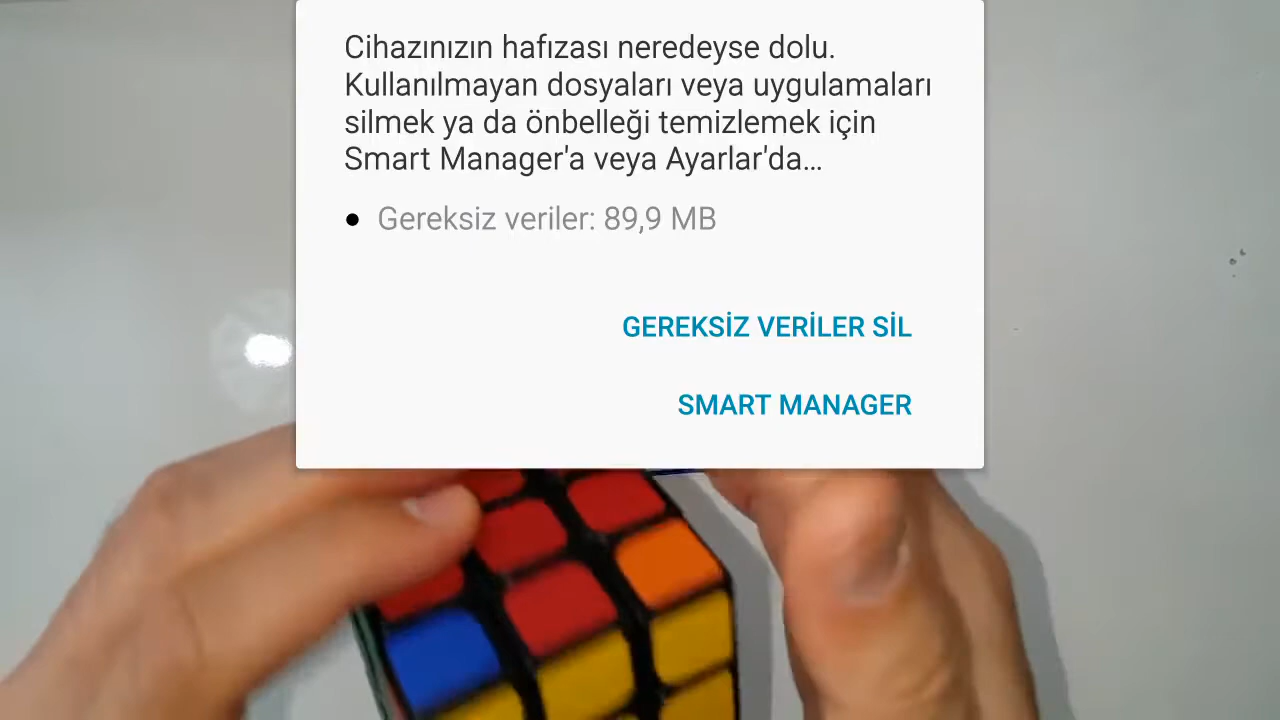 Cihazınızın hafızası neredeyse dolu.
Kullanılmayan dosyaları veya uygulamaları
silmek ya da önbelleği temizlemek için
Smart Manager'a veya Ayarlar'da...
● Gereksiz veriler: 89,9 MB
GEREKSİZ VERİLER SİL
SMART MANAGER